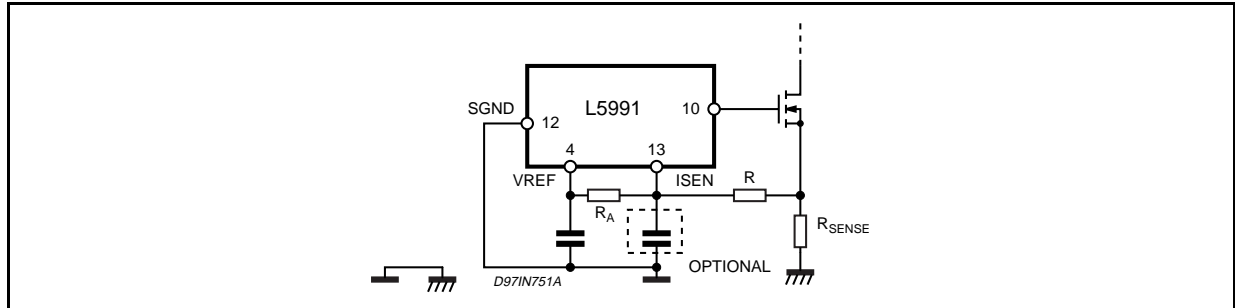 L5991
SGND
12
10
4
13
VREF
ISEN
R
RA
RSENSE
OPTIONAL
D97IN751A